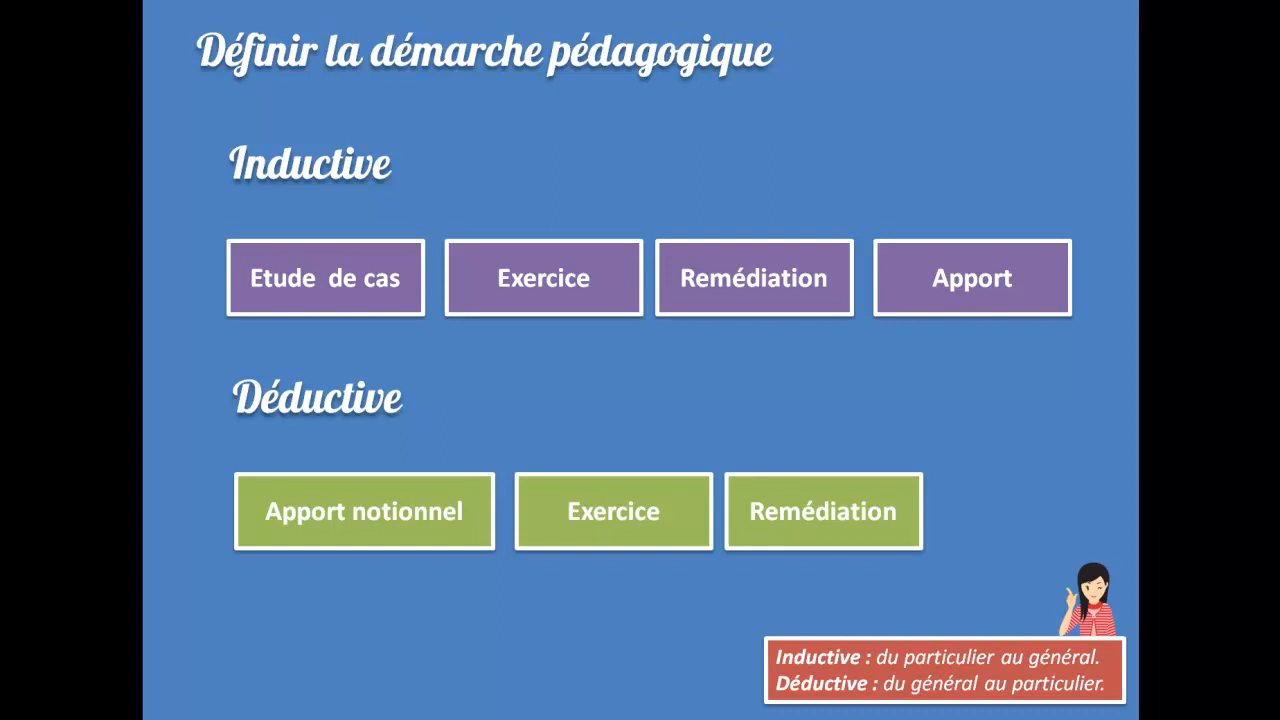 Définir la démarche pédagogique
Inductive
Etude de cas
Exercice
Remédiation
Apport
Déductive
Apport notionnel
Exercice
Remédiation
Inductive : du particulier au général.
Déductive : du général au particulier.